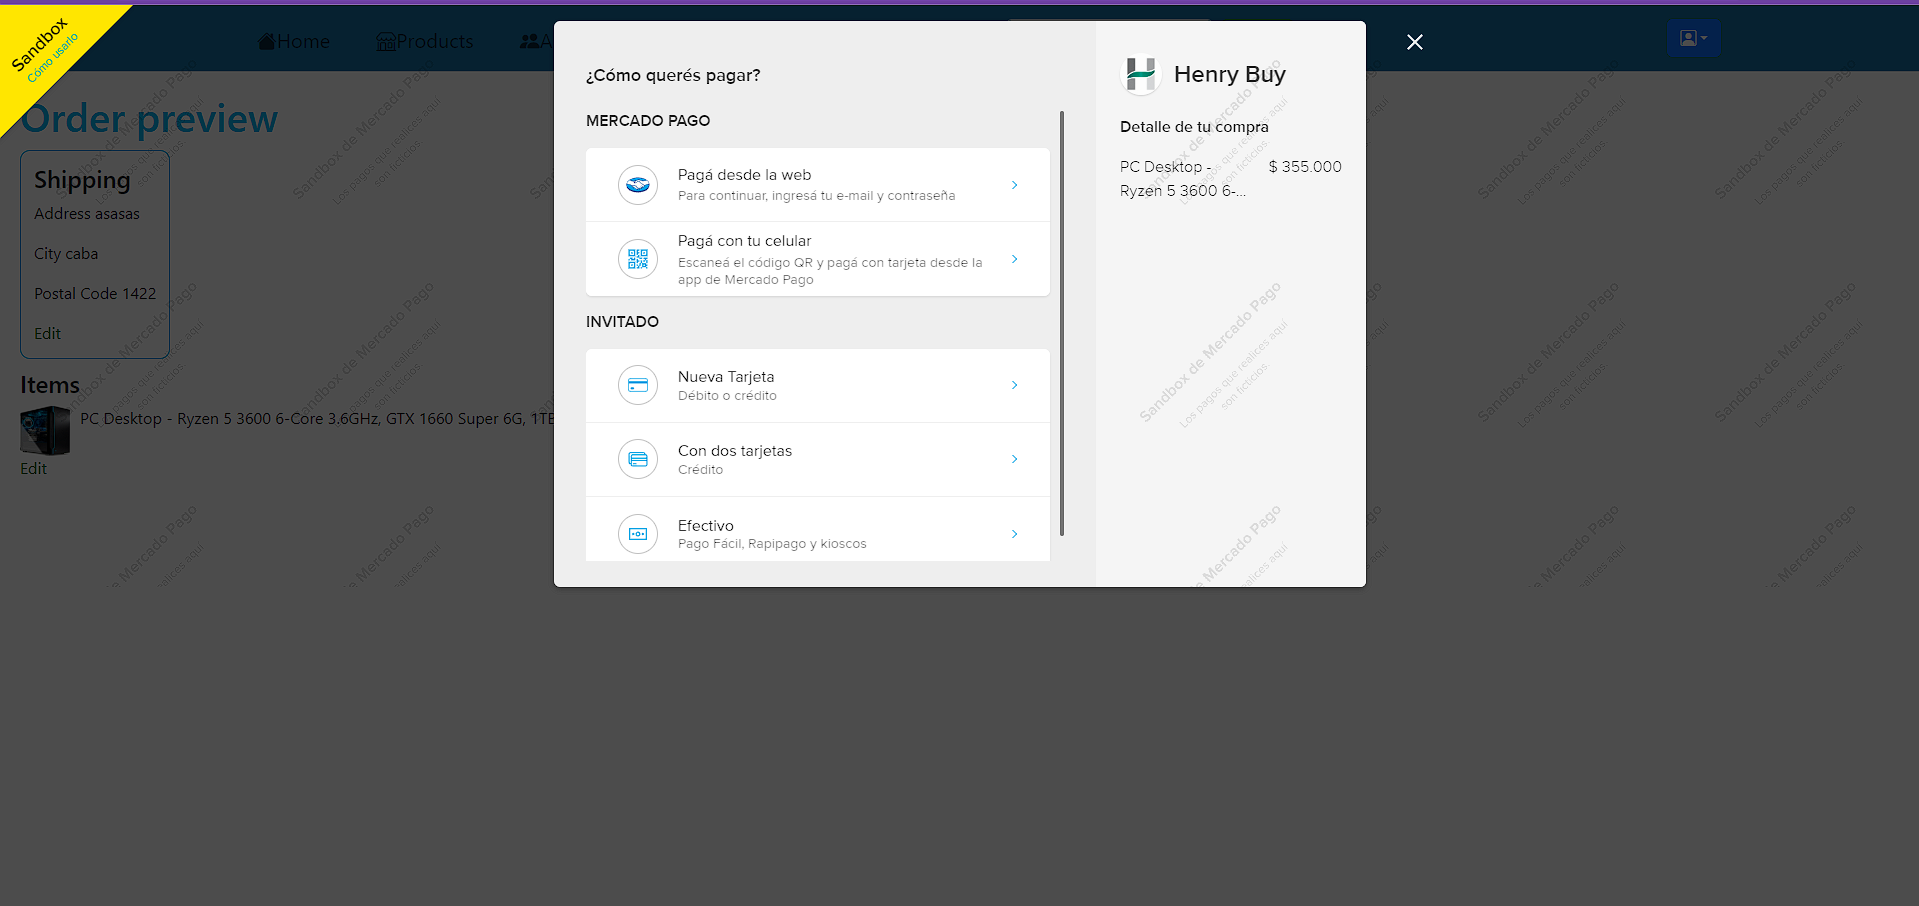 Sandbox
Cómo usarlo
Home
Products
A
Order preview
Shipping
Address asasas
City caba
Postal Code 1422
Edit
Items
PC Desktop - Ryzen 5 3600 6-Core 3.6GHz, GTX 1660 Super 6G, 1TE
Edit
¿Cómo querés pagar?
MERCADO PAGO
Pagá desde la web
Para continuar, ingresá tu e-mail y contraseña
Pagá con tu celular
Escaneá el código QR y pagá con tarjeta desde la
app de Mercado Pago
INVITADO
Nueva Tarjeta
Débito o crédito
Con dos tarjetas
Crédito
Efectivo
Pago Fácil, Rapipago y kioscos
Henry Buy
Detalle de tu compra
PC Desktop - $ 355.000
Ryzen 5 3600 6-...
Sandbox de Mercado Pago
Los pagos que realices aquí
son ficticios.